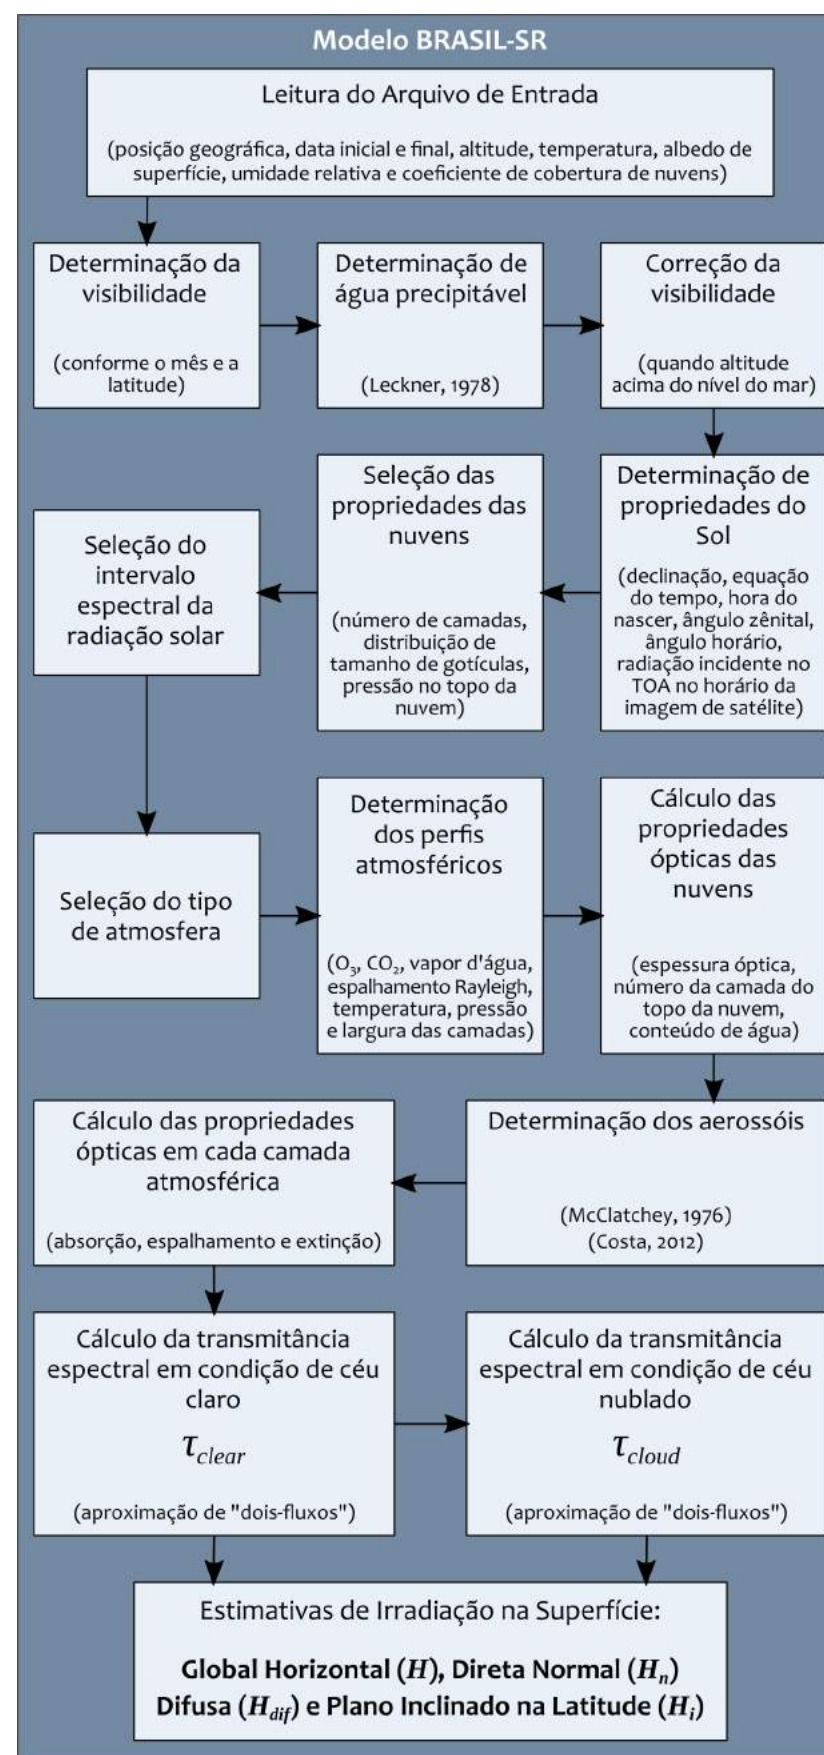 Modelo BRASIL-SR
Leitura do Arquivo de Entrada
(posição geográfica, data inicial e final, altitude, temperatura, albedo de
superfície, umidade relativa e coeficiente de cobertura de nuvens)
Determinação da
visibilidade
(conforme o mês e a
latitude)
Determinação de
água precipitável
(Leckner, 1978)
Correção da
visibilidade
(quando altitude
acima do nível do mar)
Determinação de
propriedades do
Sol
(declinação, equação
do tempo, hora do
nascer, ângulo zênital,
ângulo horário,
radiação incidente no
TOA no horário da
imagem de satélite)
Seleção das
propriedades das
nuvens
(número de camadas,
distribuição de
tamanho de gotículas,
pressão no topo da
nuvem)
Seleção do
intervalo
espectral da
radiação solar
Seleção do tipo
de atmosfera
Determinação
dos perfis
atmosféricos
(O₃, CO₂, vapor d'água,
espalhamento Rayleigh,
temperatura, pressão
e largura das camadas)
Cálculo das
propriedades
ópticas das
nuvens
(espessura óptica,
número da camada do
topo da nuvem,
conteúdo de água)
Determinação dos aerossóis
(McClatchey, 1976)
(Costa, 2012)
Cálculo das propriedades
ópticas em cada camada
atmosférica
(absorção, espalhamento e extinção)
Cálculo da transmitância
espectral em condição de céu
claro
τ_clear
(aproximação de "dois-fluxos")
Cálculo da transmitância
espectral em condição de céu
nublado
τ_cloud
(aproximação de "dois-fluxos")
Estimativas de Irradiação na Superfície:
Global Horizontal (H), Direta Normal (H_n)
Difusa (H_dif) e Plano Inclinado na Latitude (H_i)